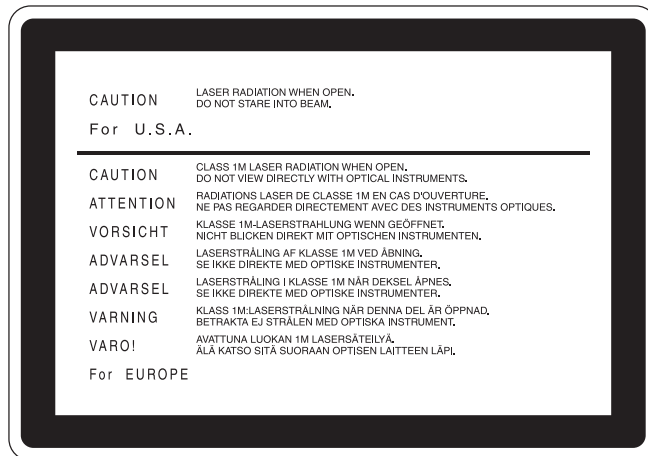 CAUTION LASER RADIATION WHEN OPEN.
DO NOT STARE INTO BEAM.
For U.S.A.
CAUTION CLASS 1M LASER RADIATION WHEN OPEN.
DO NOT VIEW DIRECTLY WITH OPTICAL INSTRUMENTS.
ATTENTION RADIATIONS LASER DE CLASSE 1M EN CAS D'OUVERTURE.
NE PAS REGARDER DIRECTEMENT AVEC DES INSTRUMENTS OPTIQUES.
VORSICHT KLASSE 1M-LASERSTRAHLUNG WENN GEÖFFNET.
NICHT BLICKEN DIREKT MIT OPTISCHEN INSTRUMENTEN.
ADVARSEL LASERSTRÅLING AF KLASSE 1M VED ÅBNING.
SE IKKE DIREKTE MED OPTISKE INSTRUMENTER.
ADVARSEL LASERSTRÅLING I KLASSE 1M NÅR DEKSEL ÅPNES.
SE IKKE DIREKTE MED OPTISKE INSTRUMENTER.
VARNING KLASS 1M:LASERSTRÅLNING NÄR DENNA DEL ÄR ÖPPNAD.
BETRAKTA EJ STRÅLEN MED OPTISKA INSTRUMENT.
VARO! AVATTUNA LUOKAN 1M LASERSÄTEILYÄ.
ÄLÄ KATSO SITÄ SUORAAN OPTISEN LAITTEEN LÄPI.
For EUROPE